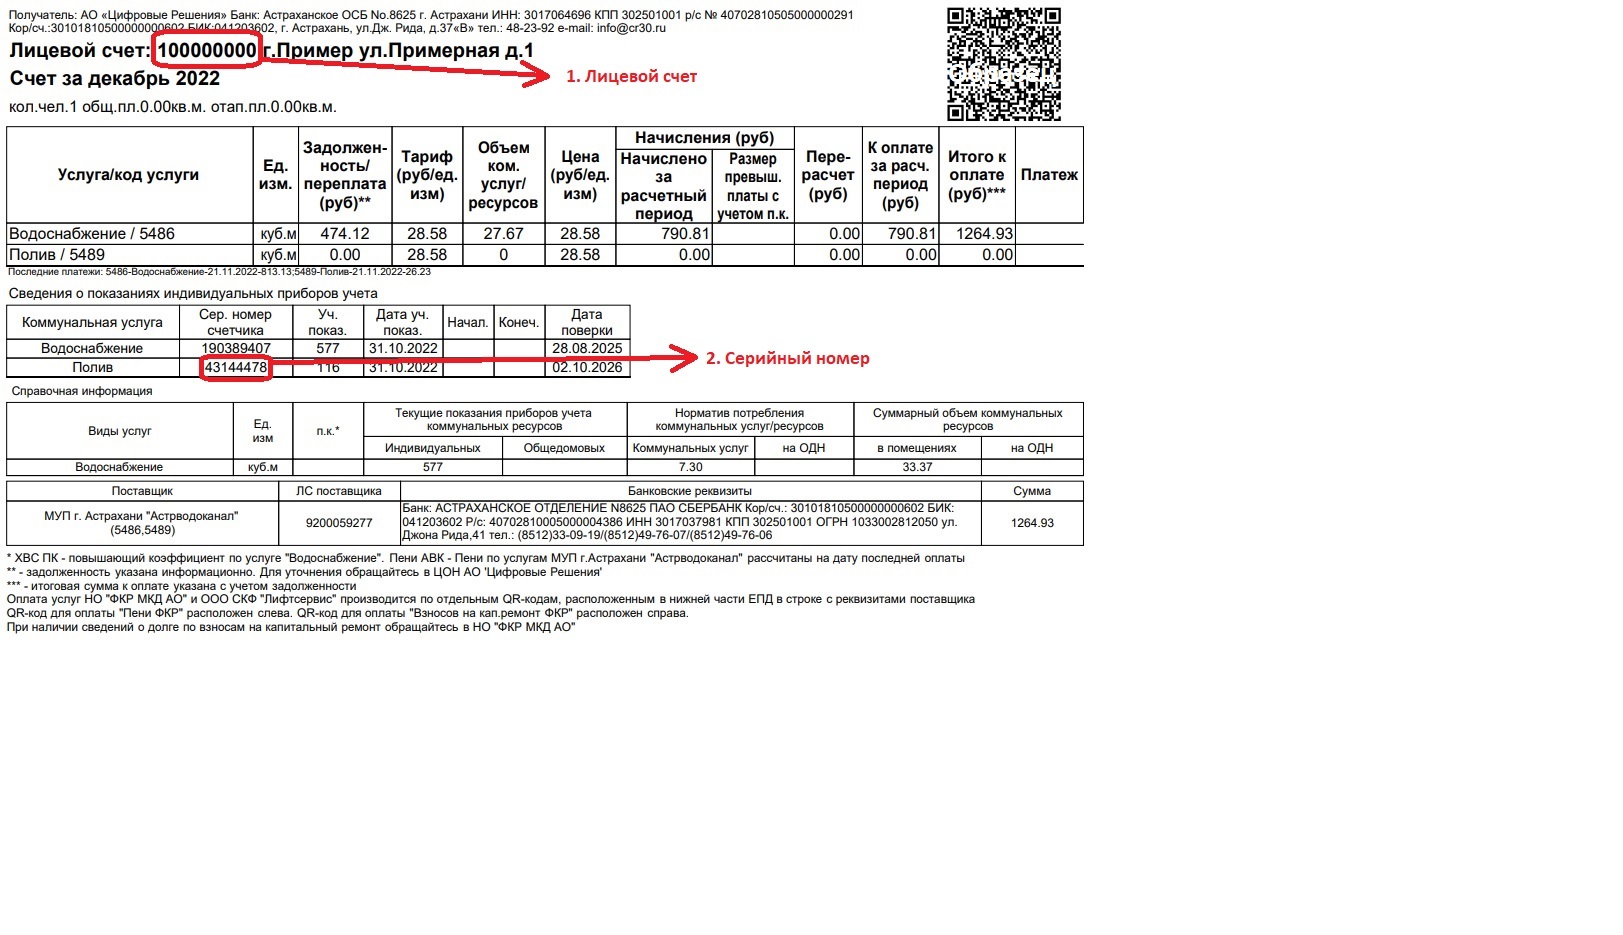 Получатель: АО «Цифровые Решения» Банк: Астраханское ОСБ No.8625 г. Астрахани ИНН: 3017064696 КПП 302501001 р/с № 40702810505000000291
Кор/сч.:30101810500000000602 БИК:041203602, г. Астрахань, ул.Дж. Рида, д.37«В» тел.: 48-23-92 e-mail: info@cr30.ru
Лицевой счет: 100000000 г.Пример ул.Примерная д.1
1. Лицевой счет
Образец
Счет за декабрь 2022
кол.чел.1 общ.пл.0.00кв.м. отап.пл.0.00кв.м.
Услуга/код услуги
Ед. изм.
Задолжен-
ность/
переплата
(руб)**
Тариф
(руб/ед.
изм)
Объем
ком.
услуг/
ресурсов
Цена
(руб/ед.
изм)
Начисления (руб)
Начислено
за
расчетный
период
Размер
превыш.
платы с
учетом п.к.
Пере-
расчет
(руб)
К оплате
за расч.
период
(руб)
Итого к
оплате
(руб)***
Платеж
Водоснабжение / 5486 куб.м 474.12 28.58 27.67 28.58 790.81 0.00 790.81 1264.93
Полив / 5489 куб.м 0.00 28.58 0 28.58 0.00 0.00 0.00 0.00
Последние платежи: 5486-Водоснабжение-21.11.2022-813.13;5489-Полив-21.11.2022-26.23
Сведения о показаниях индивидуальных приборов учета
Коммунальная услуга
Сер. номер
счетчика
Уч.
показ.
Дата уч.
показ.
Начал.
Конеч.
Дата
поверки
Водоснабжение 190389407 577 31.10.2022 28.08.2025
Полив 43144478 116 31.10.2022 02.10.2026
2. Серийный номер
Справочная информация
Виды услуг
Ед.
изм
п.к.*
Текущие показания приборов учета
коммунальных ресурсов
Индивидуальных
Общедомовых
Норматив потребления
коммунальных услуг/ресурсов
Коммунальных услуг
на ОДН
Суммарный объем коммунальных
ресурсов
в помещениях
на ОДН
Водоснабжение куб.м 577 7.30 33.37
Поставщик ЛС поставщика Банковские реквизиты Сумма
МУП г. Астрахани "Астрводоканал"
(5486,5489)
9200059277
Банк: АСТРАХАНСКОЕ ОТДЕЛЕНИЕ N8625 ПАО СБЕРБАНК Кор/сч.: 30101810500000000602 БИК:
041203602 Р/с: 40702810005000004386 ИНН 3017037981 КПП 302501001 ОГРН 1033002812050 ул.
Джона Рида,41 тел.: (8512)33-09-19/(8512)49-76-07/(8512)49-76-06
1264.93
* ХВС ПК - повышающий коэффициент по услуге "Водоснабжение". Пени АВК - Пени по услугам МУП г.Астрахани "Астрводоканал" рассчитаны на дату последней оплаты
** - задолженность указана информационно. Для уточнения обращайтесь в ЦОН АО 'Цифровые Решения'
*** - итоговая сумма к оплате указана с учетом задолженности
Оплата услуг НО "ФКР МКД АО" и ООО СКФ "Лифтсервис" производится по отдельным QR-кодам, расположенным в нижней части ЕПД в строке с реквизитами поставщика
QR-код для оплаты "Пени ФКР" расположен слева. QR-код для оплаты "Взносов на кап.ремонт ФКР" расположен справа.
При наличии сведений о долге по взносам на капитальный ремонт обращайтесь в НО "ФКР МКД АО"